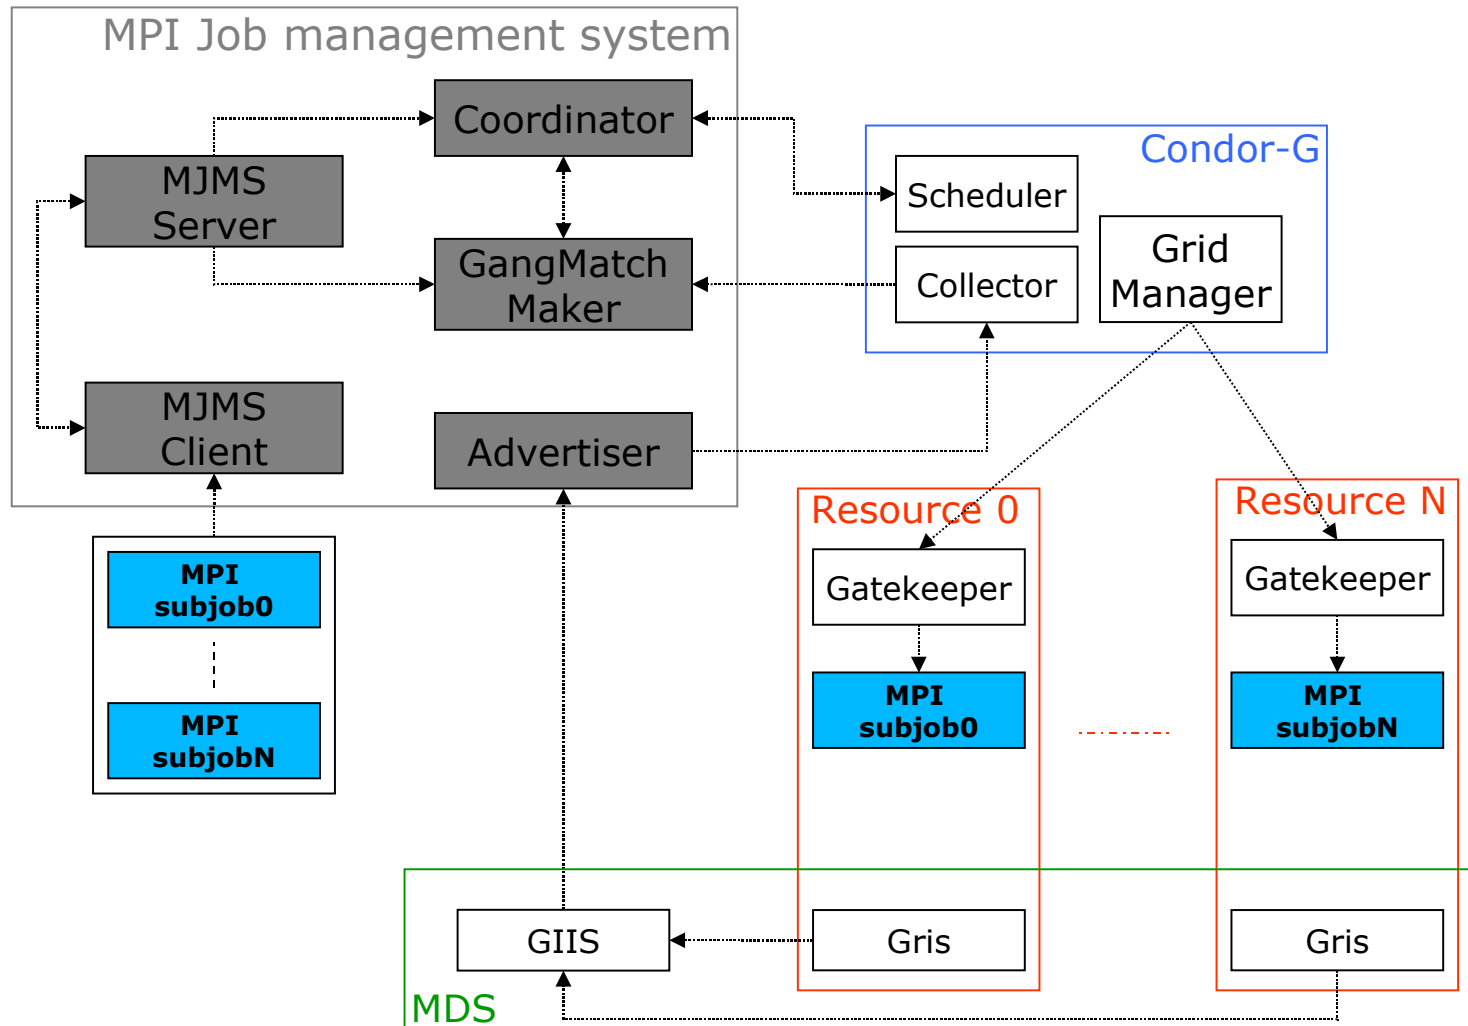 MPI Job management system
Coordinator
Condor-G
MJMS
Server
Scheduler
GangMatch
Maker
Collector
Grid
Manager
MJMS
Client
Advertiser
Resource 0
Resource N
MPI
subjob0
Gatekeeper
Gatekeeper
MPI
subjobN
MPI
subjob0
MPI
subjobN
GIIS
Gris
Gris
MDS